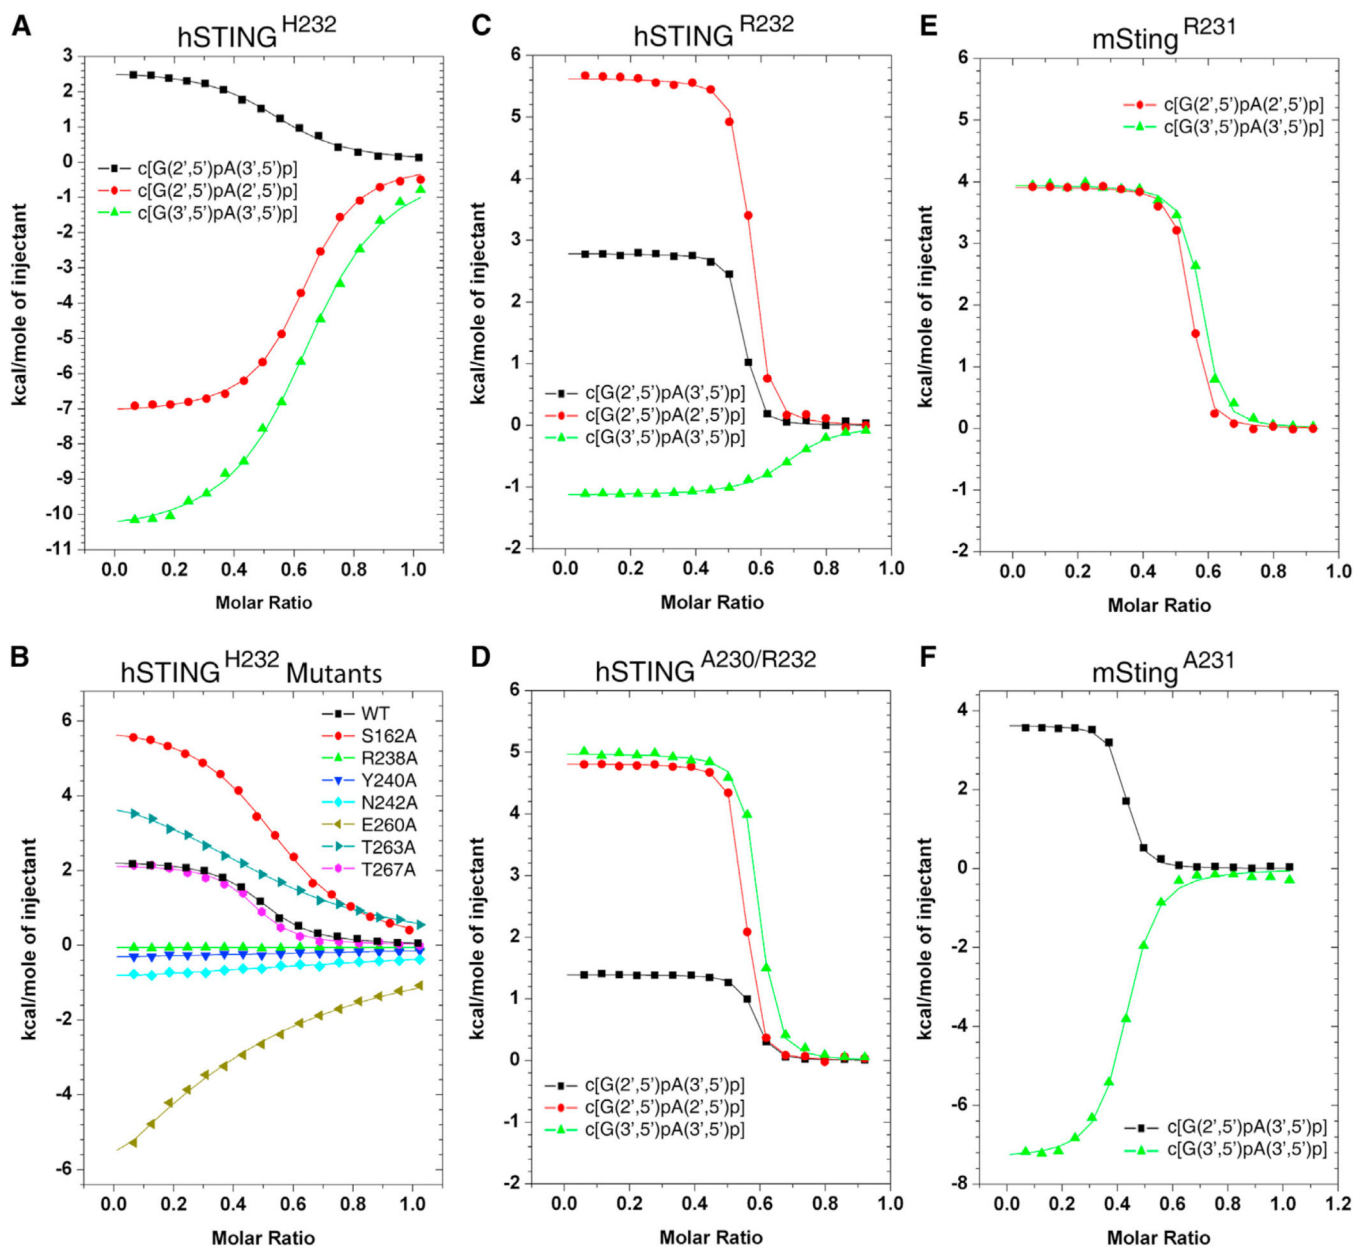 A
hSTING H232
3
2
1
0
-1
-2
-3
-4
-5
-6
-7
-8
-9
-10
-11
kcal/mole of injectant
c[G(2',5')pA(3',5')p]
c[G(2',5')pA(2',5')p]
c[G(3',5')pA(3',5')p]
0.0 0.2 0.4 0.6 0.8 1.0
Molar Ratio
C
hSTING R232
6
5
4
3
2
1
0
-1
-2
kcal/mole of injectant
c[G(2',5')pA(3',5')p]
c[G(2',5')pA(2',5')p]
c[G(3',5')pA(3',5')p]
0.0 0.2 0.4 0.6 0.8 1.0
Molar Ratio
E
mSting R231
6
5
4
3
2
1
0
-1
-2
kcal/mole of injectant
c[G(2',5')pA(2',5')p]
c[G(3',5')pA(3',5')p]
0.0 0.2 0.4 0.6 0.8 1.0
Molar Ratio
B
hSTING H232 Mutants
6
4
2
0
-2
-4
-6
kcal/mole of injectant
WT
S162A
R238A
Y240A
N242A
E260A
T263A
T267A
0.0 0.2 0.4 0.6 0.8 1.0
Molar Ratio
D
hSTING A230/R232
6
5
4
3
2
1
0
-1
-2
kcal/mole of injectant
c[G(2',5')pA(3',5')p]
c[G(2',5')pA(2',5')p]
c[G(3',5')pA(3',5')p]
0.0 0.2 0.4 0.6 0.8 1.0
Molar Ratio
F
mSting A231
4
2
0
-2
-4
-6
-8
kcal/mole of injectant
c[G(2',5')pA(3',5')p]
c[G(3',5')pA(3',5')p]
0.0 0.2 0.4 0.6 0.8 1.0 1.2
Molar Ratio